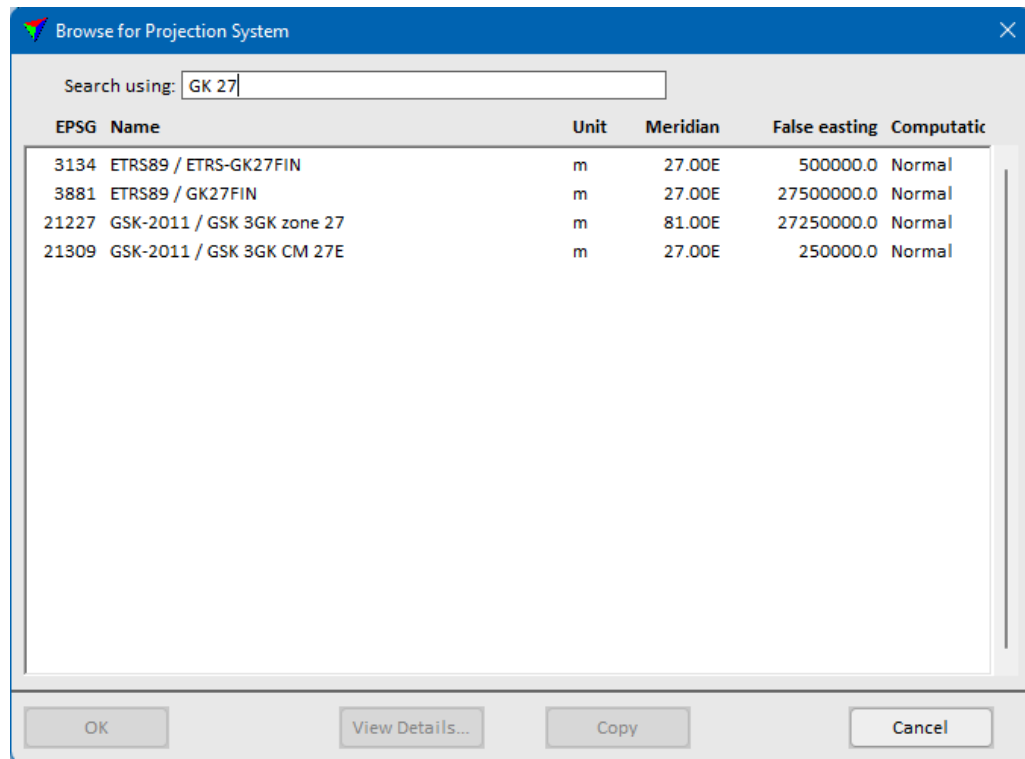 Browse for Projection System
Search using: GK 27
EPSG Name Unit Meridian False easting Computatic
3134 ETRS89 / ETRS-GK27FIN m 27.00E 500000.0 Normal
3881 ETRS89 / GK27FIN m 27.00E 27500000.0 Normal
21227 GSK-2011 / GSK 3GK zone 27 m 81.00E 27250000.0 Normal
21309 GSK-2011 / GSK 3GK CM 27E m 27.00E 250000.0 Normal
OK View Details... Copy Cancel